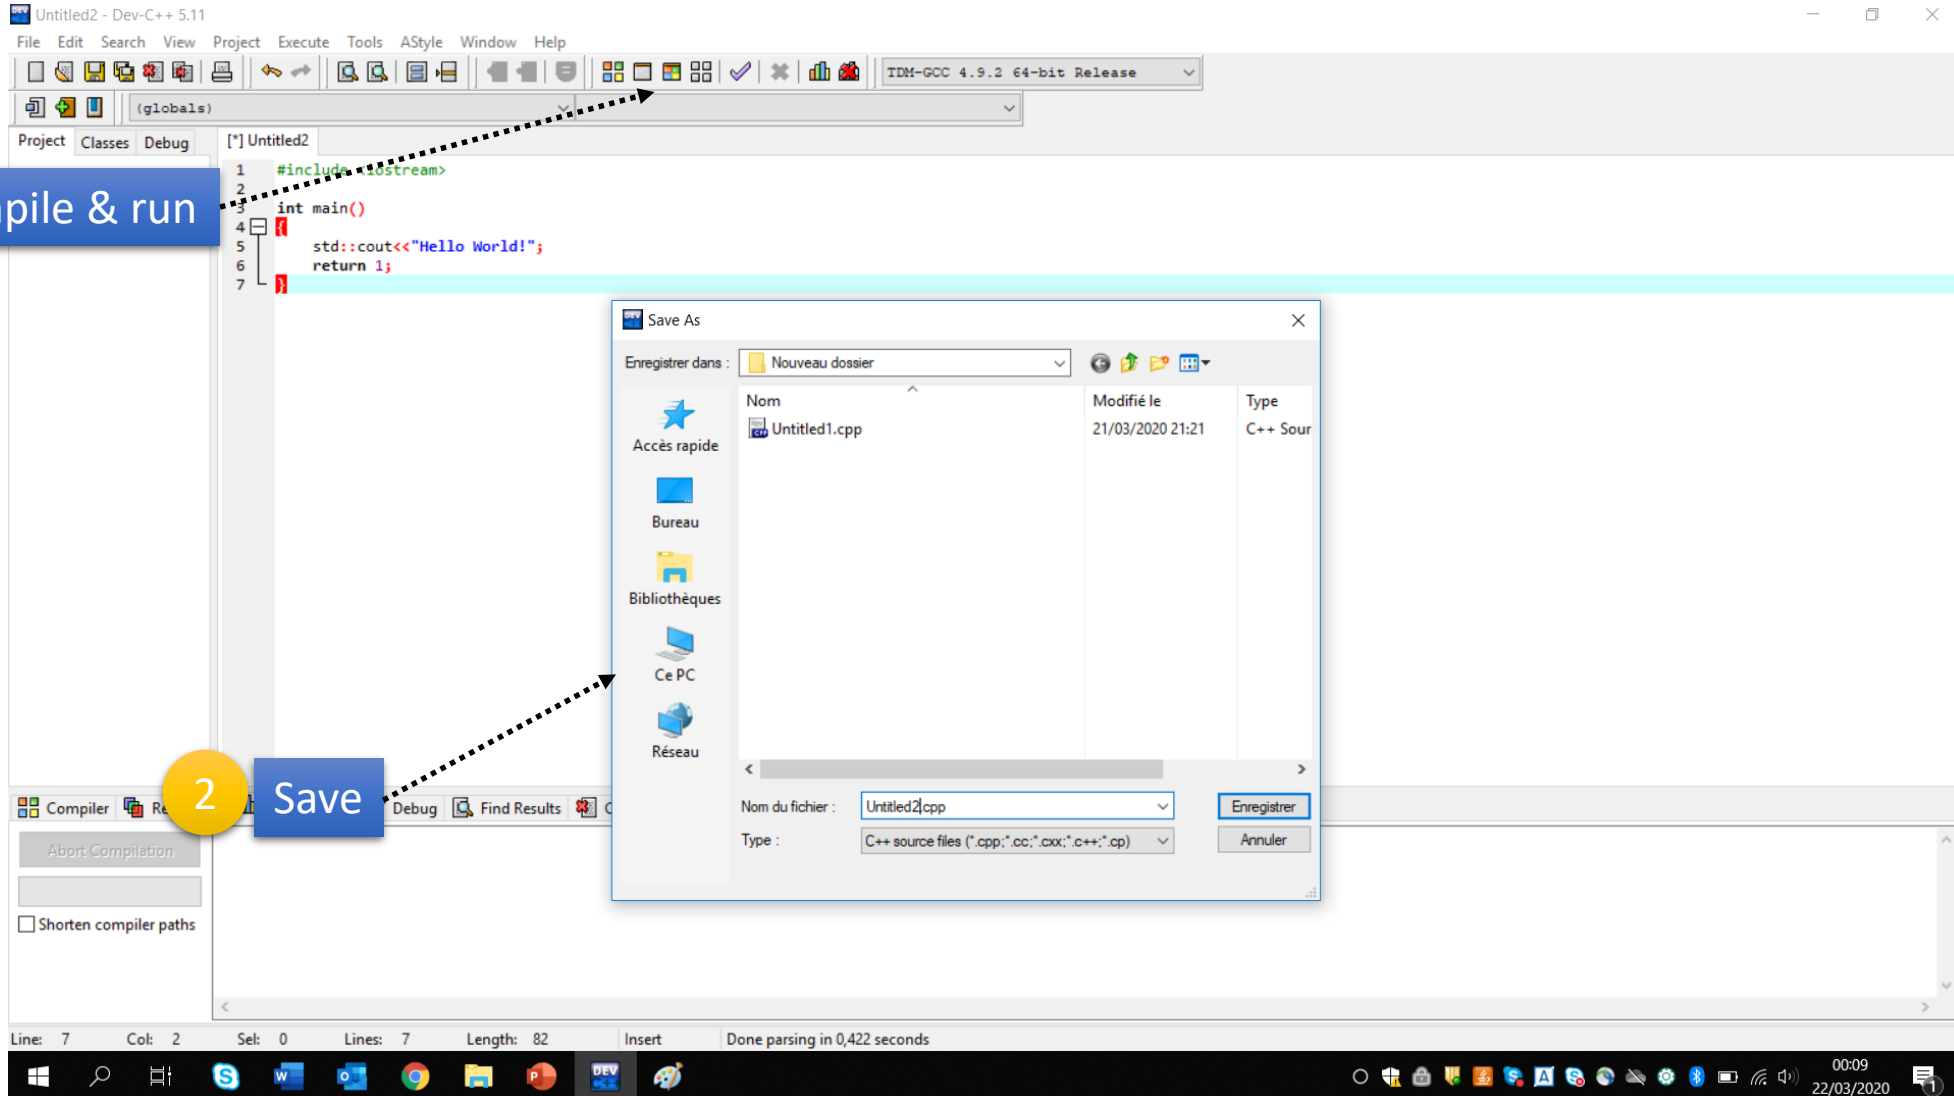 Untitled2 - Dev-C++ 5.11
File Edit Search View Project Execute Tools AStyle Window Help
TDM-GCC 4.9.2 64-bit Release
(globals)
Project Classes Debug
[*] Untitled2
1 #include <iostream>
2
3 int main()
4 {
5 std::cout<<"Hello World!";
6 return 1;
7 }
pile & run
Save As
Enregistrer dans : Nouveau dossier
Nom Modifié le Type
Untitled1.cpp 21/03/2020 21:21 C++ Sour
Accès rapide
Bureau
Bibliothèques
Ce PC
Réseau
Nom du fichier : Untitled2.cpp Enregistrer
Type : C++ source files (*.cpp;*.cc;*.cxx;*.c++;*.cp) Annuler
2 Save
Compiler Re Debug Find Results C
Abort Compilation
Shorten compiler paths
Line: 7 Col: 2 Sel: 0 Lines: 7 Length: 82 Insert Done parsing in 0,422 seconds
00:09
22/03/2020
1